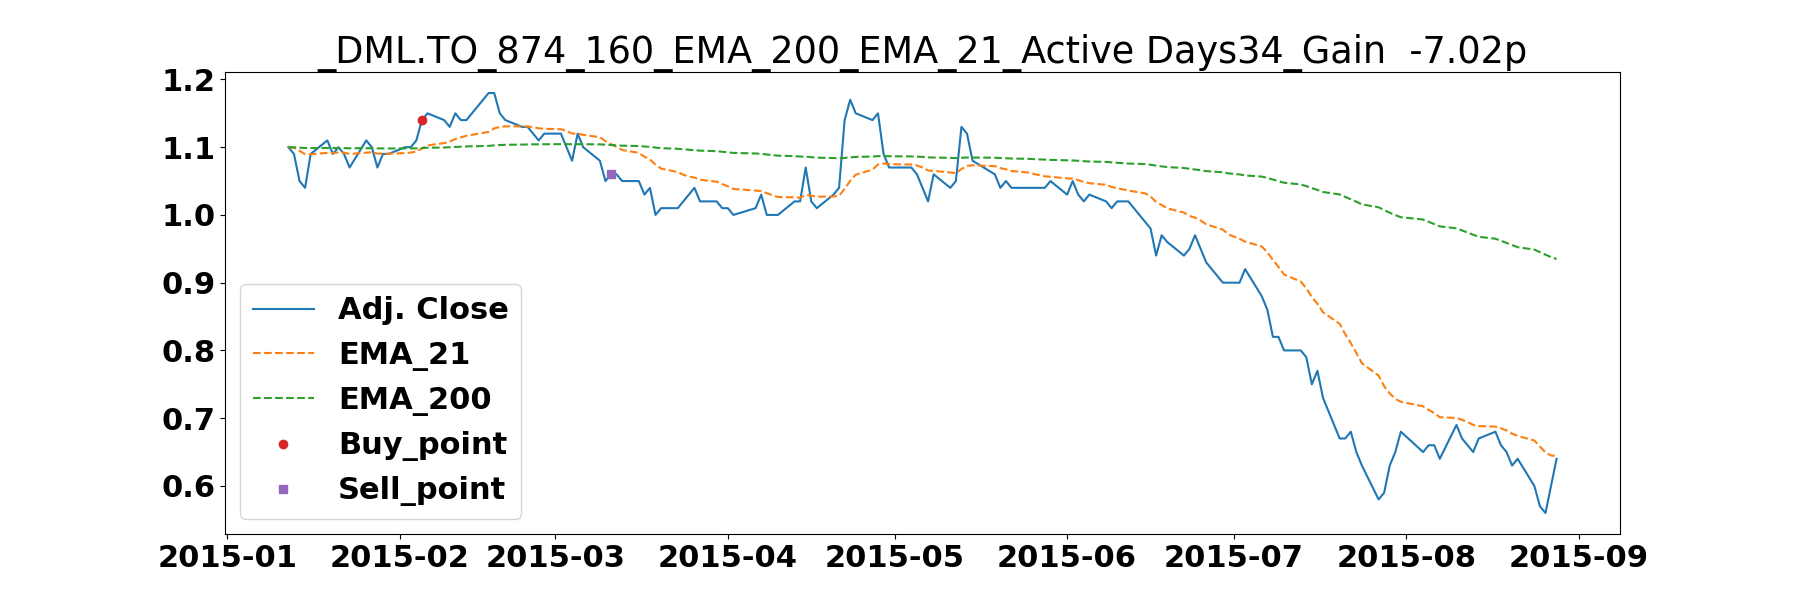 _DML.TO_874_160_EMA_200_EMA_21_Active Days34_Gain  -7.02p
1.2
1.1
1.0
0.9
0.8
0.7
0.6
Adj. Close
EMA_21
EMA_200
Buy_point
Sell_point
2015-01 2015-02 2015-03 2015-04 2015-05 2015-06 2015-07 2015-08 2015-09